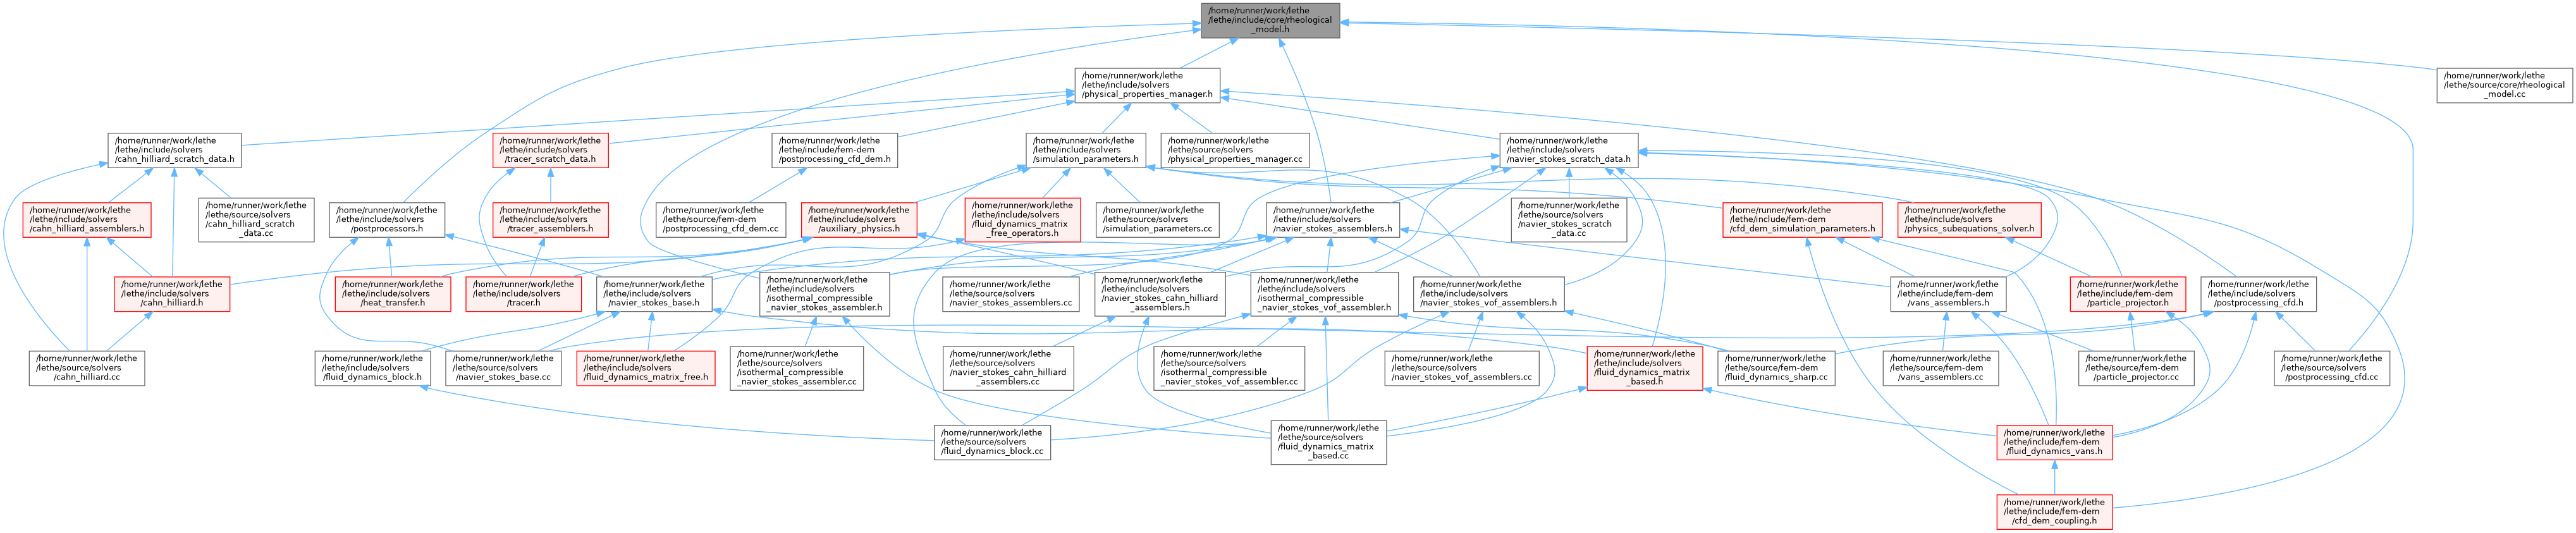 /home/runner/work/lethe
/lethe/include/core/rheological
_model.h
/home/runner/work/lethe
/lethe/include/solvers
/physical_properties_manager.h
/home/runner/work/lethe
/lethe/source/core/rheological
_model.cc
/home/runner/work/lethe
/lethe/include/solvers
/cahn_hilliard_scratch_data.h
/home/runner/work/lethe
/lethe/include/solvers
/tracer_scratch_data.h
/home/runner/work/lethe
/lethe/include/fem-dem
/postprocessing_cfd_dem.h
/home/runner/work/lethe
/lethe/include/solvers
/simulation_parameters.h
/home/runner/work/lethe
/lethe/source/solvers
/physical_properties_manager.cc
/home/runner/work/lethe
/lethe/include/solvers
/navier_stokes_scratch_data.h
/home/runner/work/lethe
/lethe/include/solvers
/cahn_hilliard_assemblers.h
/home/runner/work/lethe
/lethe/source/solvers
/cahn_hilliard_scratch
_data.cc
/home/runner/work/lethe
/lethe/include/solvers
/postprocessors.h
/home/runner/work/lethe
/lethe/include/solvers
/tracer_assemblers.h
/home/runner/work/lethe
/lethe/source/fem-dem
/postprocessing_cfd_dem.cc
/home/runner/work/lethe
/lethe/include/solvers
/auxiliary_physics.h
/home/runner/work/lethe
/lethe/include/solvers
/fluid_dynamics_matrix
_free_operators.h
/home/runner/work/lethe
/lethe/source/solvers
/simulation_parameters.cc
/home/runner/work/lethe
/lethe/include/solvers
/navier_stokes_assemblers.h
/home/runner/work/lethe
/lethe/source/solvers
/navier_stokes_scratch
_data.cc
/home/runner/work/lethe
/lethe/include/fem-dem
/cfd_dem_simulation_parameters.h
/home/runner/work/lethe
/lethe/include/solvers
/physics_subequations_solver.h
/home/runner/work/lethe
/lethe/include/solvers
/cahn_hilliard.h
/home/runner/work/lethe
/lethe/include/solvers
/heat_transfer.h
/home/runner/work/lethe
/lethe/include/solvers
/tracer.h
/home/runner/work/lethe
/lethe/include/solvers
/navier_stokes_base.h
/home/runner/work/lethe
/lethe/include/solvers
/isothermal_compressible
_navier_stokes_assembler.h
/home/runner/work/lethe
/lethe/source/solvers
/navier_stokes_assemblers.cc
/home/runner/work/lethe
/lethe/include/solvers
/navier_stokes_cahn_hilliard
_assemblers.h
/home/runner/work/lethe
/lethe/include/solvers
/isothermal_compressible
_navier_stokes_vof_assembler.h
/home/runner/work/lethe
/lethe/include/solvers
/navier_stokes_vof_assemblers.h
/home/runner/work/lethe
/lethe/include/fem-dem
/vans_assemblers.h
/home/runner/work/lethe
/lethe/include/fem-dem
/particle_projector.h
/home/runner/work/lethe
/lethe/include/solvers
/postprocessing_cfd.h
/home/runner/work/lethe
/lethe/source/solvers
/cahn_hilliard.cc
/home/runner/work/lethe
/lethe/include/solvers
/fluid_dynamics_block.h
/home/runner/work/lethe
/lethe/source/solvers
/navier_stokes_base.cc
/home/runner/work/lethe
/lethe/include/solvers
/fluid_dynamics_matrix_free.h
/home/runner/work/lethe
/lethe/source/solvers
/isothermal_compressible
_navier_stokes_assembler.cc
/home/runner/work/lethe
/lethe/source/solvers
/navier_stokes_cahn_hilliard
_assemblers.cc
/home/runner/work/lethe
/lethe/source/solvers
/isothermal_compressible
_navier_stokes_vof_assembler.cc
/home/runner/work/lethe
/lethe/source/solvers
/navier_stokes_vof_assemblers.cc
/home/runner/work/lethe
/lethe/include/solvers
/fluid_dynamics_matrix
_based.h
/home/runner/work/lethe
/lethe/source/fem-dem
/fluid_dynamics_sharp.cc
/home/runner/work/lethe
/lethe/source/fem-dem
/vans_assemblers.cc
/home/runner/work/lethe
/lethe/source/fem-dem
/particle_projector.cc
/home/runner/work/lethe
/lethe/source/solvers
/postprocessing_cfd.cc
/home/runner/work/lethe
/lethe/source/solvers
/fluid_dynamics_block.cc
/home/runner/work/lethe
/lethe/source/solvers
/fluid_dynamics_matrix
_based.cc
/home/runner/work/lethe
/lethe/include/fem-dem
/fluid_dynamics_vans.h
/home/runner/work/lethe
/lethe/include/fem-dem
/cfd_dem_coupling.h